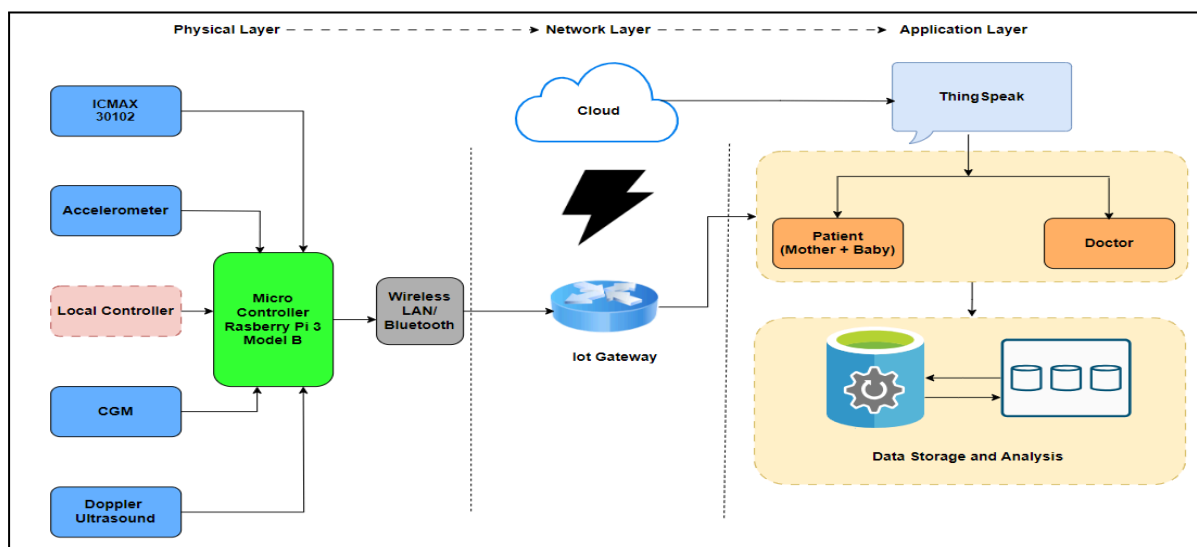 Physical Layer
Network Layer
Application Layer
ICMAX
30102
Cloud
ThingSpeak
Accelerometer
Patient
(Mother + Baby)
Doctor
Local Controller
Micro
Controller
Rasberry Pi 3
Model B
Wireless
LAN/
Bluetooth
Iot Gateway
CGM
Data Storage and Analysis
Doppler
Ultrasound